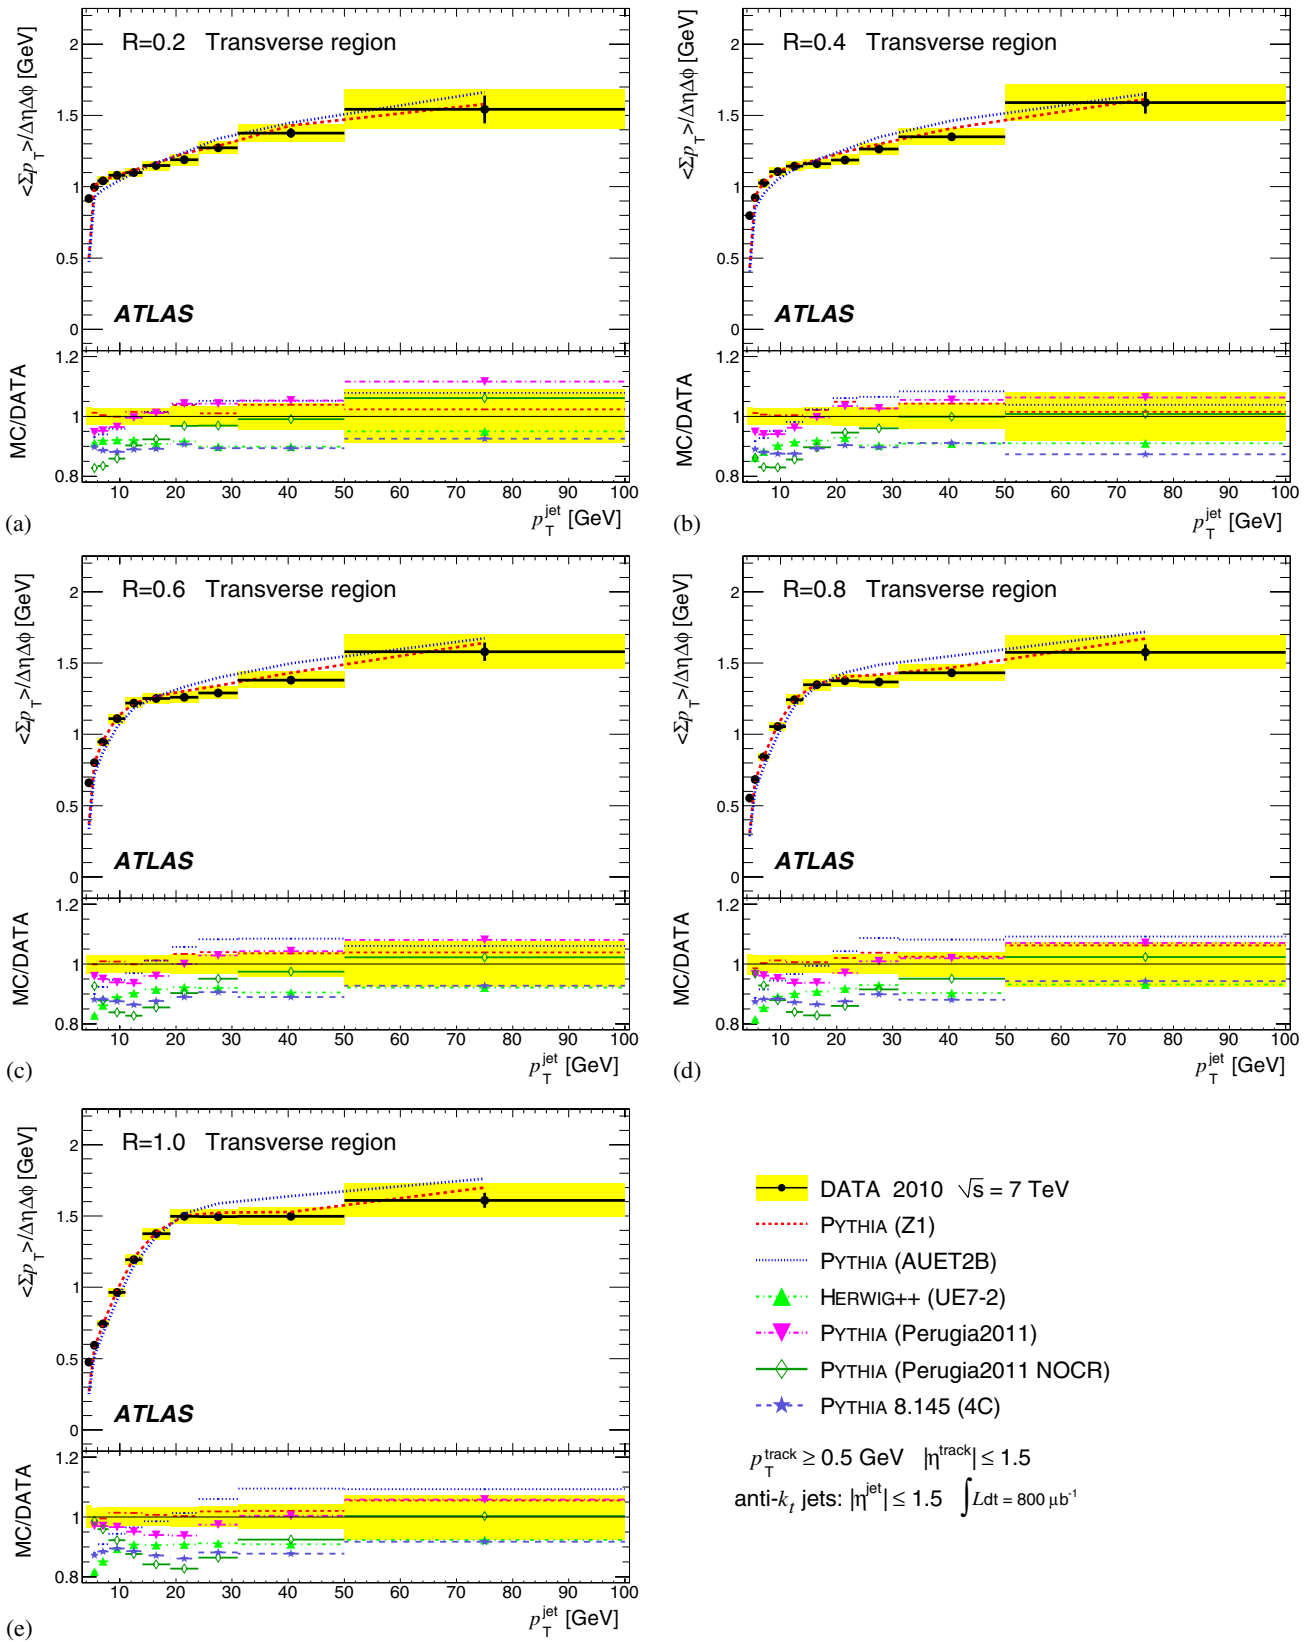 R=0.2 Transverse region
<Σp_T>/ΔηΔφ [GeV]
2
1.5
1
0.5
0
ATLAS
MC/DATA
1.2
1
0.8
10 20 30 40 50 60 70 80 90 100
p_T^jet [GeV]
(a)
R=0.4 Transverse region
<Σp_T>/ΔηΔφ [GeV]
2
1.5
1
0.5
0
ATLAS
MC/DATA
1.2
1
0.8
10 20 30 40 50 60 70 80 90 100
p_T^jet [GeV]
(b)
R=0.6 Transverse region
<Σp_T>/ΔηΔφ [GeV]
2
1.5
1
0.5
0
ATLAS
MC/DATA
1.2
1
0.8
10 20 30 40 50 60 70 80 90 100
p_T^jet [GeV]
(c)
R=0.8 Transverse region
<Σp_T>/ΔηΔφ [GeV]
2
1.5
1
0.5
0
ATLAS
MC/DATA
1.2
1
0.8
10 20 30 40 50 60 70 80 90 100
p_T^jet [GeV]
(d)
R=1.0 Transverse region
<Σp_T>/ΔηΔφ [GeV]
2
1.5
1
0.5
0
ATLAS
MC/DATA
1.2
1
0.8
10 20 30 40 50 60 70 80 90 100
p_T^jet [GeV]
(e)
DATA 2010 √s = 7 TeV
PYTHIA (Z1)
PYTHIA (AUET2B)
HERWIG++ (UE7-2)
PYTHIA (Perugia2011)
PYTHIA (Perugia2011 NOCR)
PYTHIA 8.145 (4C)
p_T^track ≥ 0.5 GeV |η^track| ≤ 1.5
anti-k_t jets: |η^jet| ≤ 1.5 ∫Ldt = 800 μb⁻¹